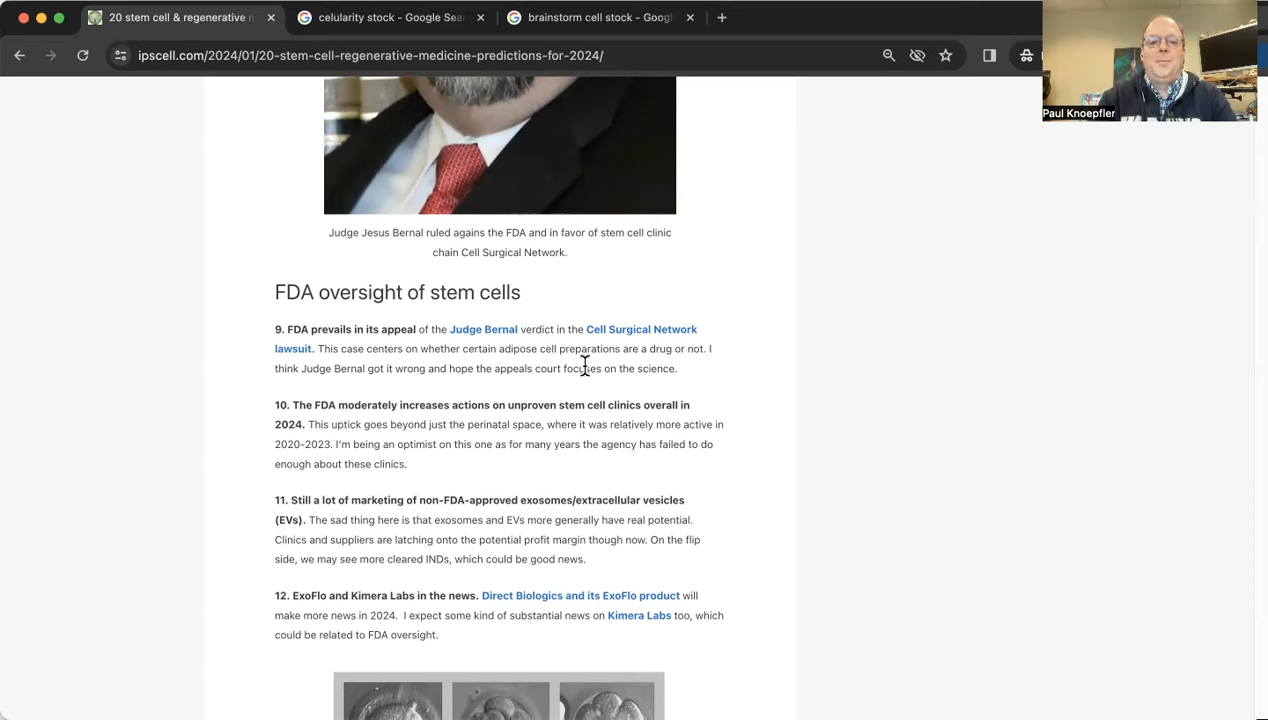 20 stem cell & regenerative
celularity stock - Google Sea
brainstorm cell stock - Goog
ipscell.com/2024/01/20-stem-cell-regenerative-medicine-predictions-for-2024/
Paul Knoepfler
Judge Jesus Bernal ruled agains the FDA and in favor of stem cell clinic
chain Cell Surgical Network.
FDA oversight of stem cells
9. FDA prevails in its appeal of the Judge Bernal verdict in the Cell Surgical Network
lawsuit. This case centers on whether certain adipose cell preparations are a drug or not. I
think Judge Bernal got it wrong and hope the appeals court focuses on the science.
10. The FDA moderately increases actions on unproven stem cell clinics overall in
2024. This uptick goes beyond just the perinatal space, where it was relatively more active in
2020-2023. I'm being an optimist on this one as for many years the agency has failed to do
enough about these clinics.
11. Still a lot of marketing of non-FDA-approved exosomes/extracellular vesicles
(EVs). The sad thing here is that exosomes and EVs more generally have real potential.
Clinics and suppliers are latching onto the potential profit margin though now. On the flip
side, we may see more cleared INDs, which could be good news.
12. ExoFlo and Kimera Labs in the news. Direct Biologics and its ExoFlo product will
make more news in 2024. I expect some kind of substantial news on Kimera Labs too, which
could be related to FDA oversight.